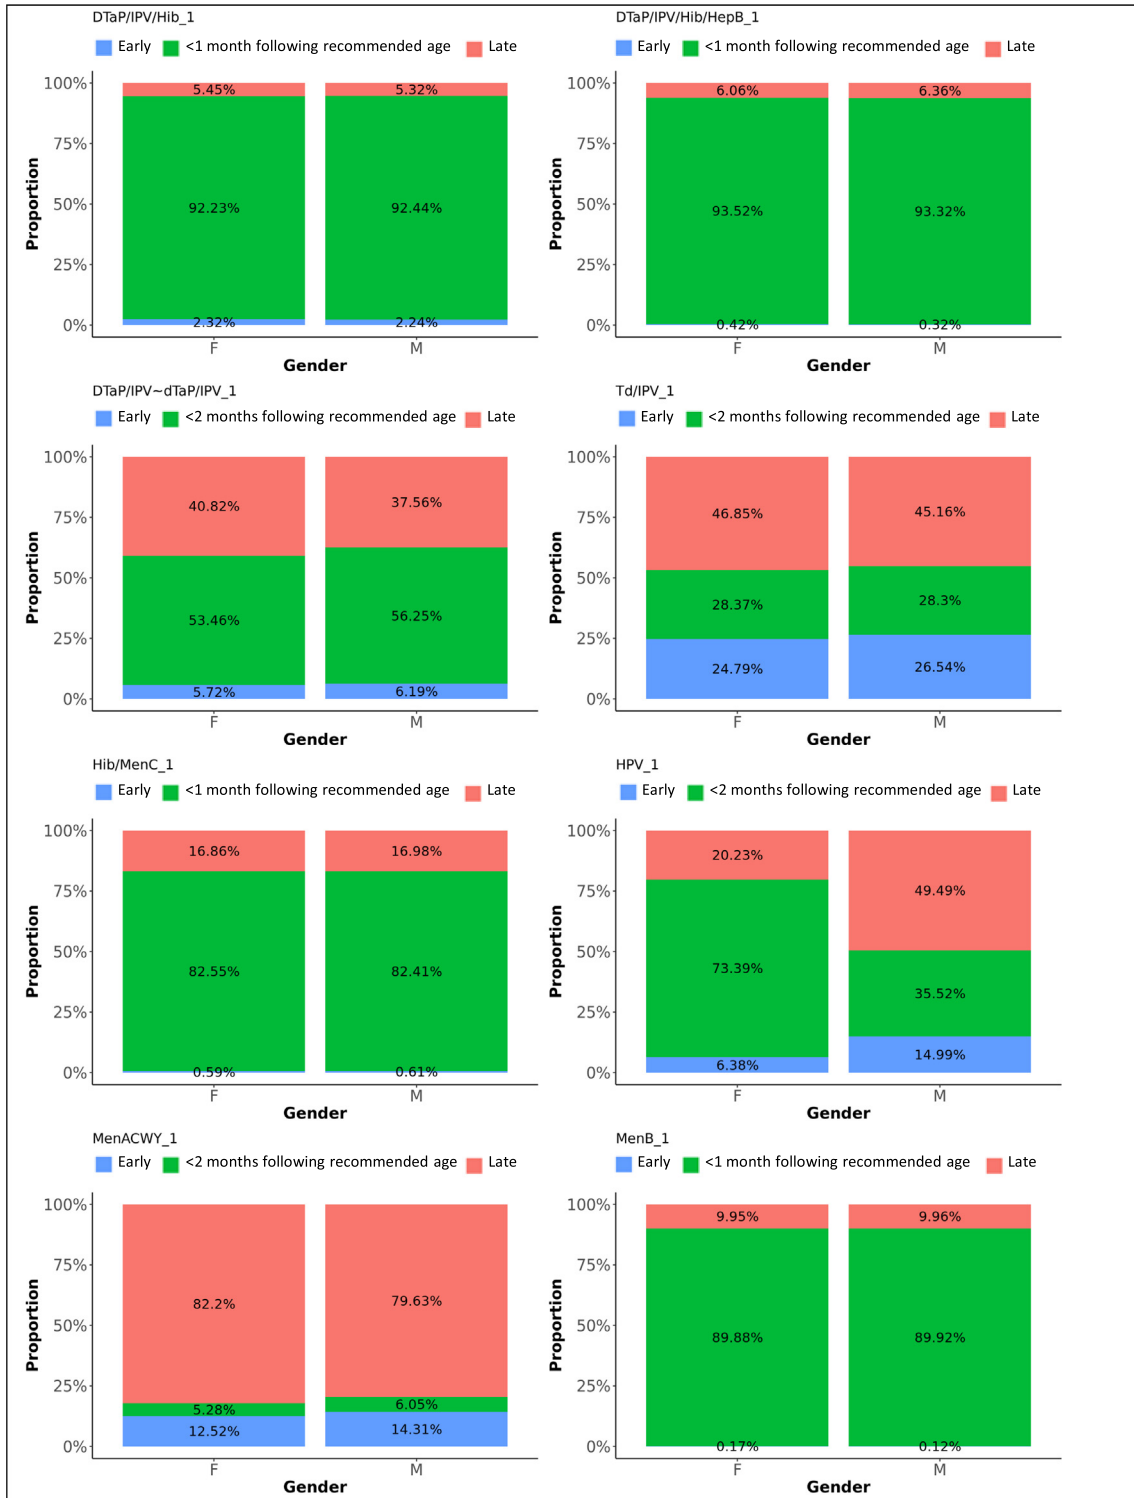 DTaP/IPV/Hib_1
Early <1 month following recommended age Late
100%
75%
50%
25%
0%
Proportion
5.45% 5.32%
92.23% 92.44%
2.32% 2.24%
F M
Gender
DTaP/IPV/Hib/HepB_1
Early <1 month following recommended age Late
100%
75%
50%
25%
0%
Proportion
6.06% 6.36%
93.52% 93.32%
0.42% 0.32%
F M
Gender
DTaP/IPV~dTaP/IPV_1
Early <2 months following recommended age Late
100%
75%
50%
25%
0%
Proportion
40.82% 37.56%
53.46% 56.25%
5.72% 6.19%
F M
Gender
Td/IPV_1
Early <2 months following recommended age Late
100%
75%
50%
25%
0%
Proportion
46.85% 45.16%
28.37% 28.3%
24.79% 26.54%
F M
Gender
Hib/MenC_1
Early <1 month following recommended age Late
100%
75%
50%
25%
0%
Proportion
16.86% 16.98%
82.55% 82.41%
0.59% 0.61%
F M
Gender
HPV_1
Early <2 months following recommended age Late
100%
75%
50%
25%
0%
Proportion
20.23% 49.49%
73.39% 35.52%
6.38% 14.99%
F M
Gender
MenACWY_1
Early <2 months following recommended age Late
100%
75%
50%
25%
0%
Proportion
82.2% 79.63%
5.28% 6.05%
12.52% 14.31%
F M
Gender
MenB_1
Early <1 month following recommended age Late
100%
75%
50%
25%
0%
Proportion
9.95% 9.96%
89.88% 89.92%
0.17% 0.12%
F M
Gender